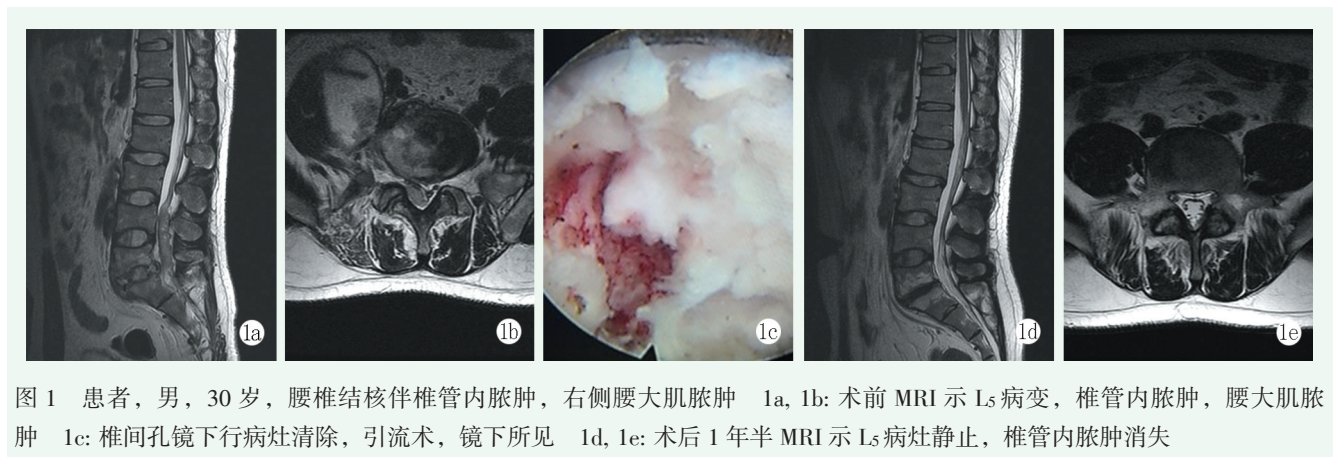 1a
1b
1c
1d
1e
图 1 患者，男，30 岁，腰椎结核伴椎管内脓肿，右侧腰大肌脓肿 1a, 1b: 术前 MRI 示 L₅ 病变，椎管内脓肿，腰大肌脓
肿 1c: 椎间孔镜下行病灶清除，引流术，镜下所见 1d, 1e: 术后 1 年半 MRI 示 L₅ 病灶静止，椎管内脓肿消失